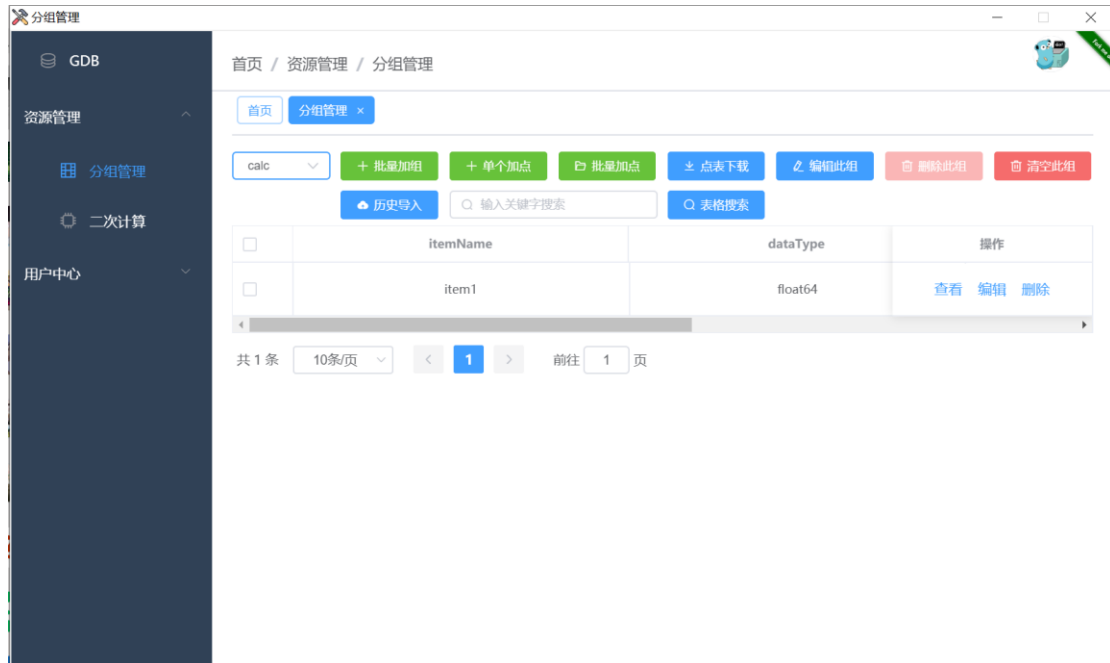 分组管理
GDB
首页 / 资源管理 / 分组管理
资源管理
首页 分组管理 ×
分组管理
calc + 批量加组 + 单个加点 批量加点 点表下载 编辑此组 删除此组 清空此组
历史导入 输入关键字搜索 表格搜索
二次计算
itemName dataType 操作
用户中心
item1 float64 查看 编辑 删除
共 1 条 10条/页 < 1 > 前往 1 页